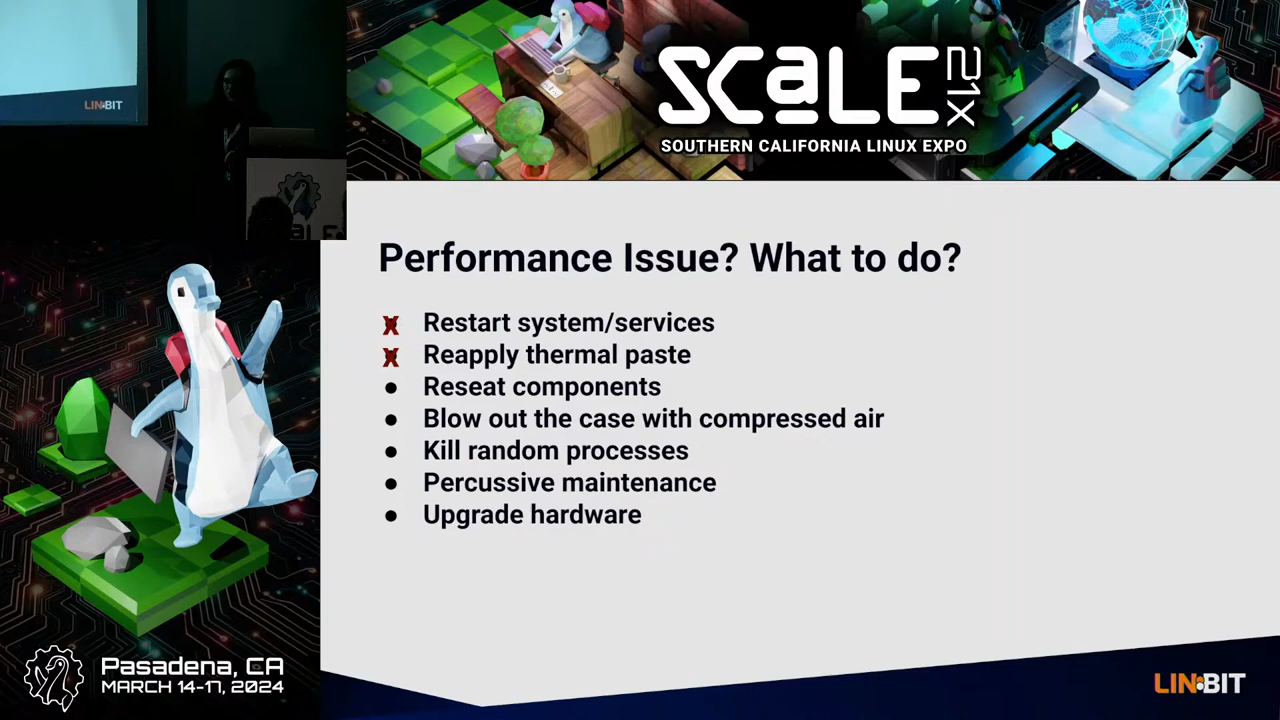 LINBIT
SCALE 21X
SOUTHERN CALIFORNIA LINUX EXPO
SCALE
Performance Issue? What to do?
Restart system/services
Reapply thermal paste
● Reseat components
● Blow out the case with compressed air
● Kill random processes
● Percussive maintenance
● Upgrade hardware
Pasadena, CA
MARCH 14-17, 2024
LINBIT